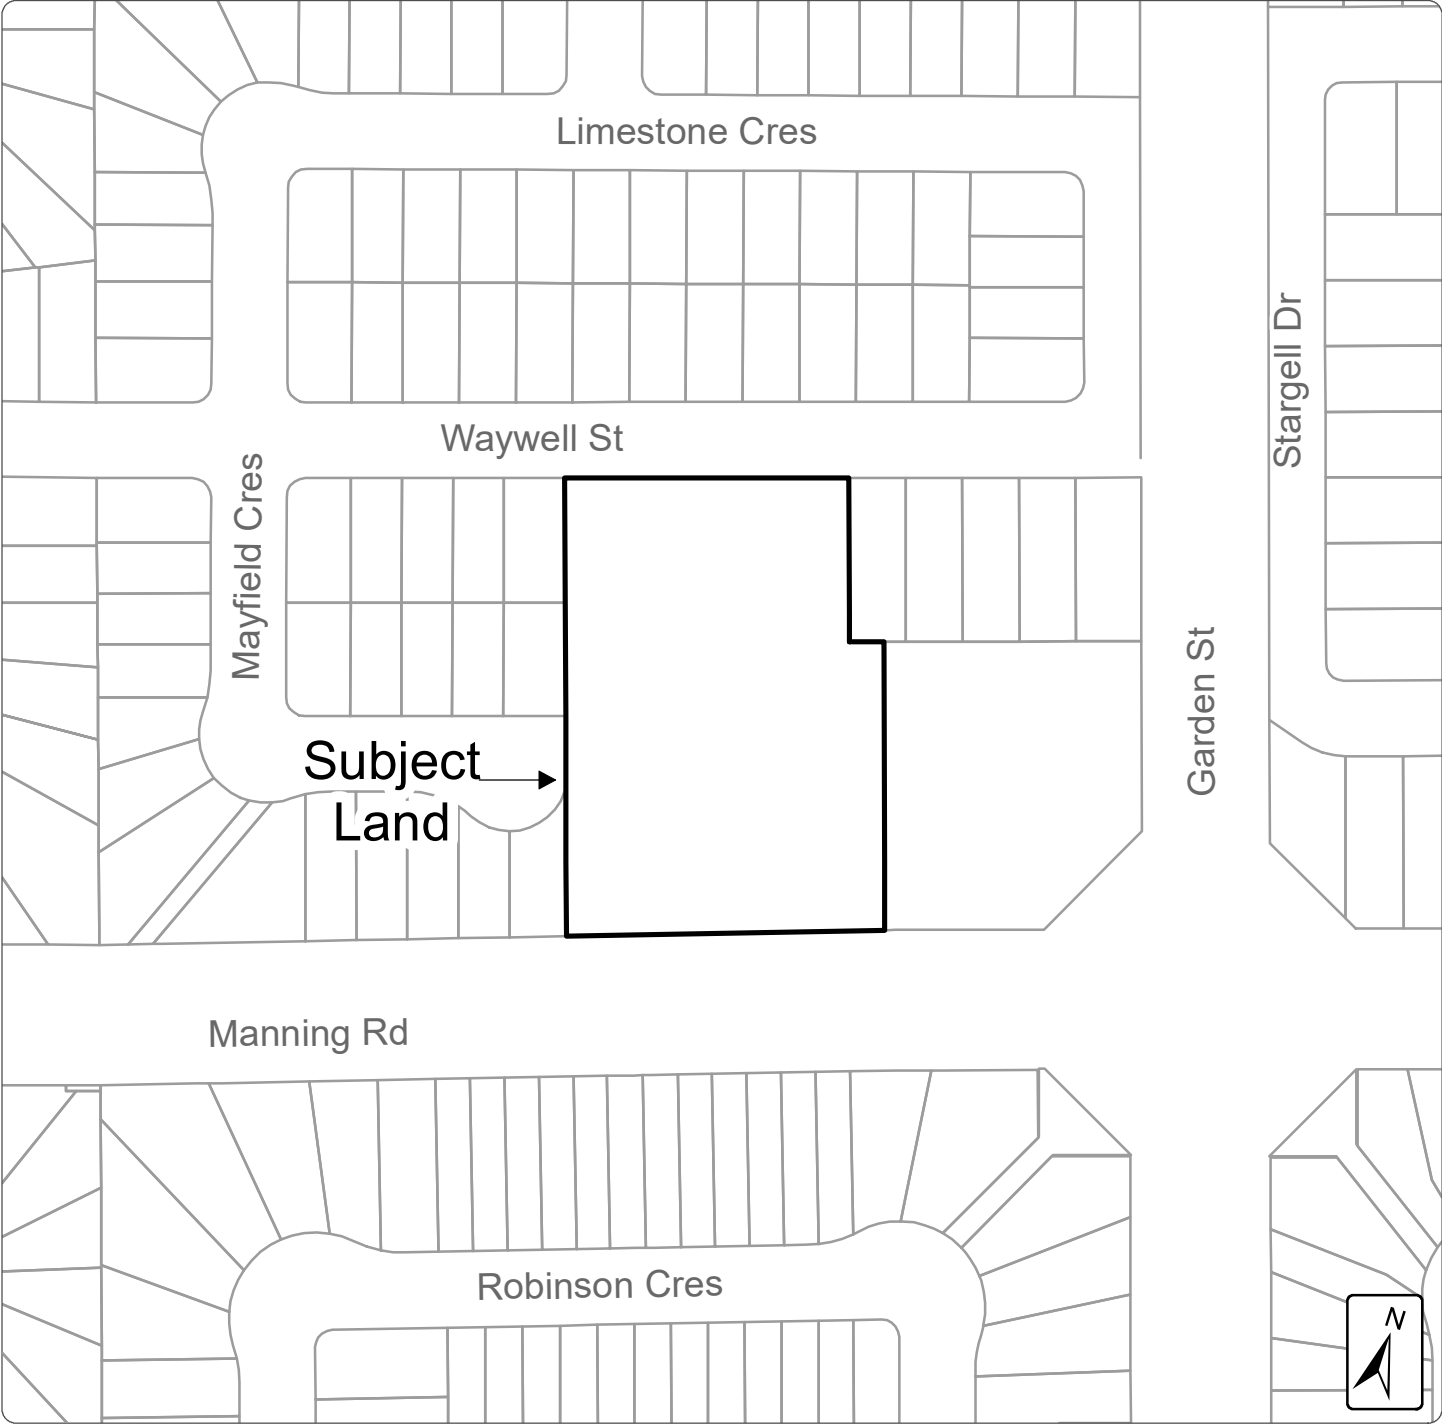 Limestone Cres
Stargell Dr
Waywell St
Mayfield Cres
Garden St
Subject
Land
Manning Rd
Robinson Cres
N